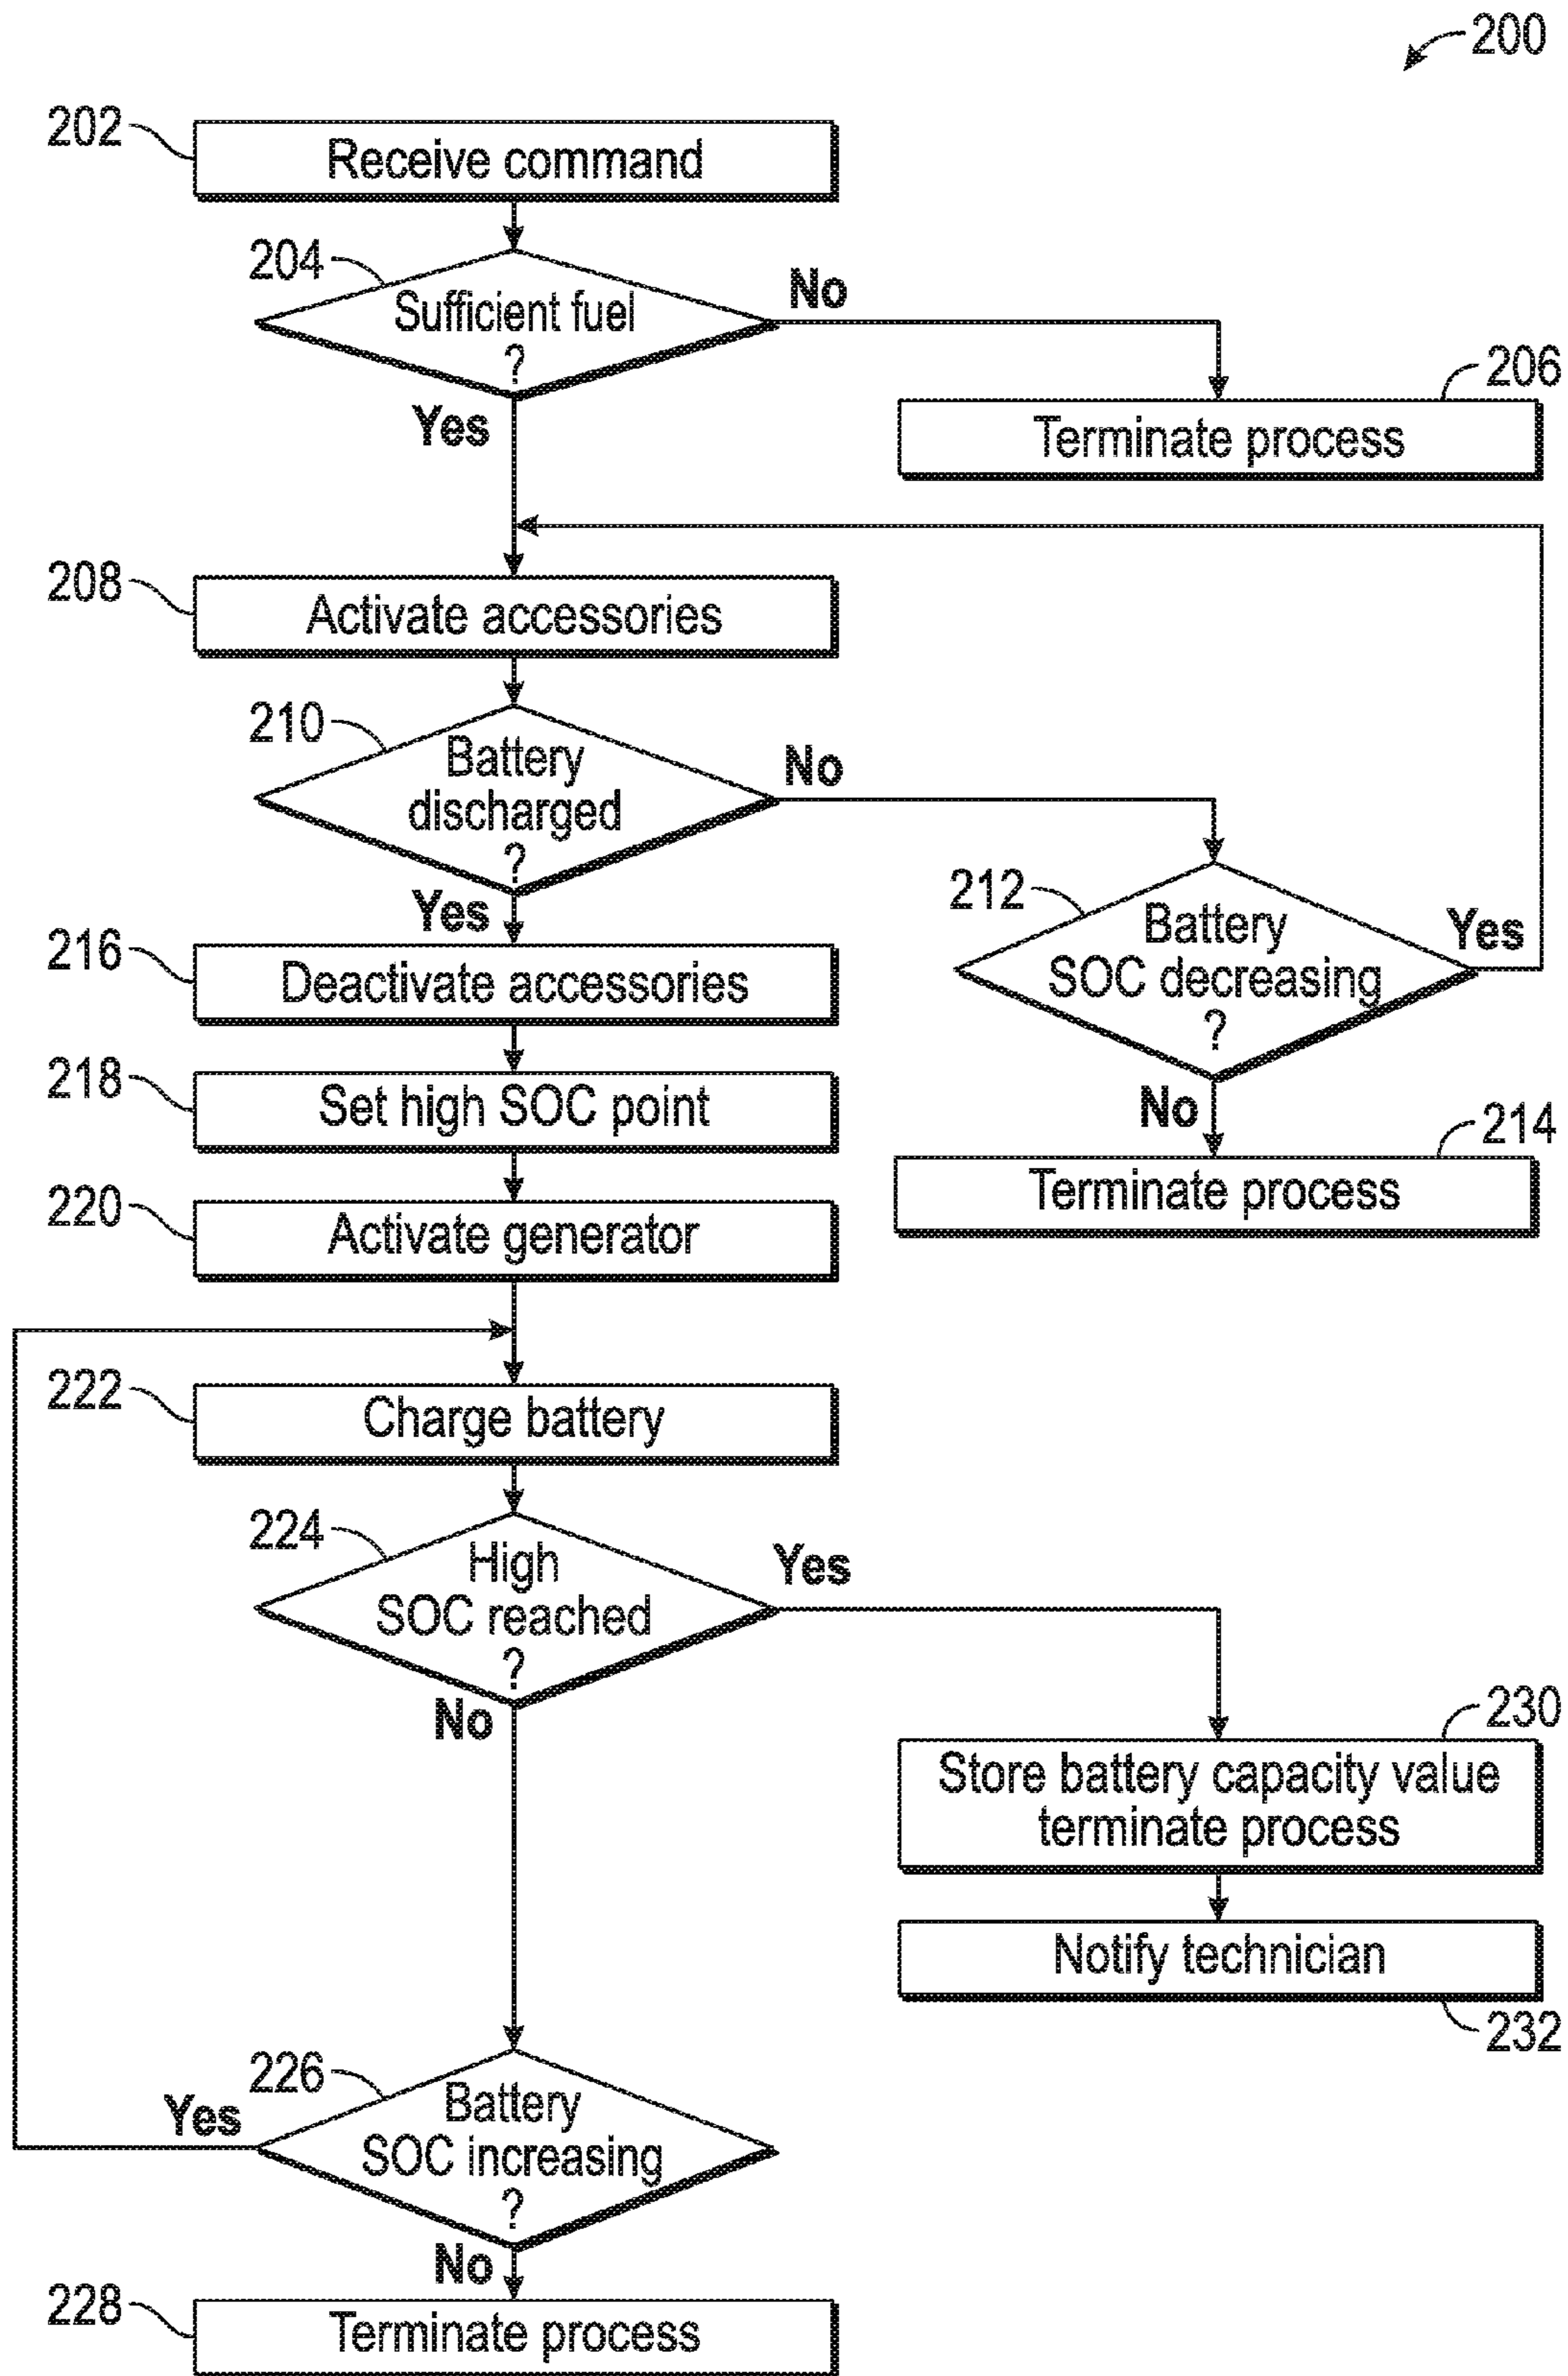 200
202
Receive command
204
Sufficient fuel
?
No
Yes
206
Terminate process
208
Activate accessories
210
Battery
discharged
?
No
Yes
212
Battery
SOC decreasing
?
Yes
No
214
Terminate process
216
Deactivate accessories
218
Set high SOC point
220
Activate generator
222
Charge battery
224
High
SOC reached
?
Yes
No
230
Store battery capacity value
terminate process
Notify technician
232
226
Battery
SOC increasing
?
Yes
No
228
Terminate process